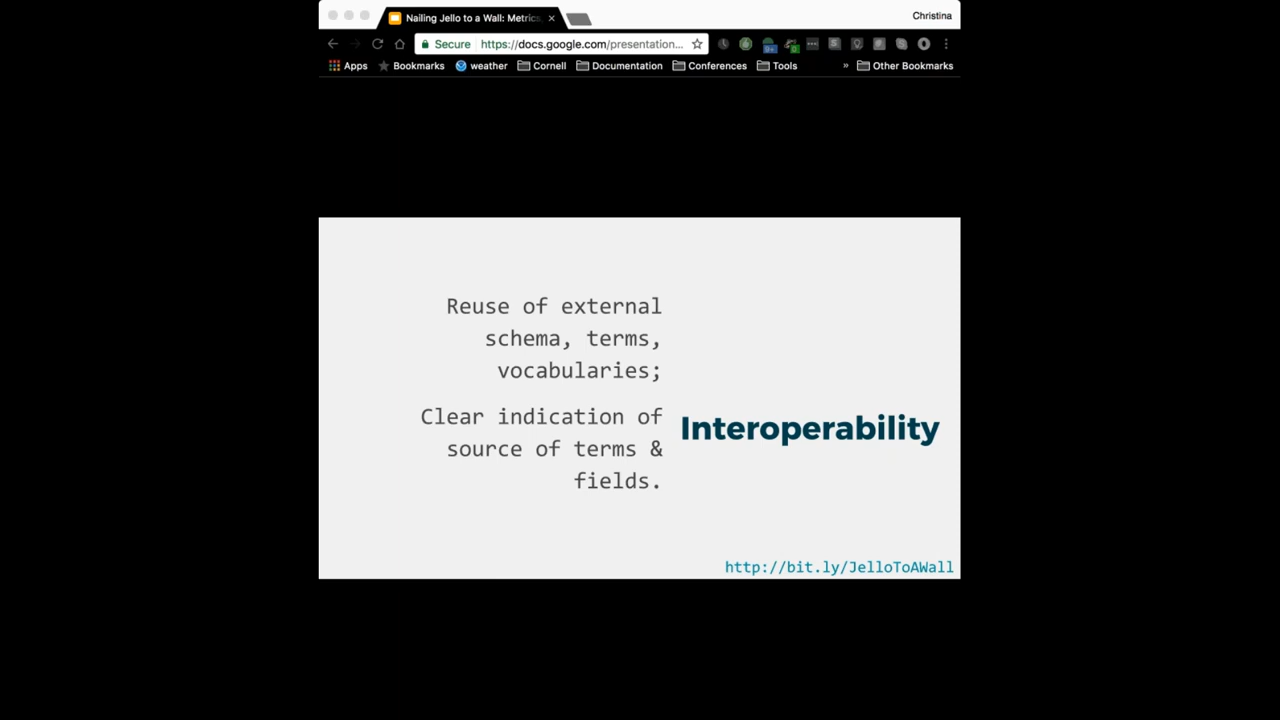 Nailing Jello to a Wall: Metrics,
Christina
Secure https://docs.google.com/presentation...
Apps Bookmarks weather Cornell Documentation Conferences Tools » Other Bookmarks
Reuse of external
schema, terms,
vocabularies;
Clear indication of
source of terms &
fields.
Interoperability
http://bit.ly/JelloToAWall